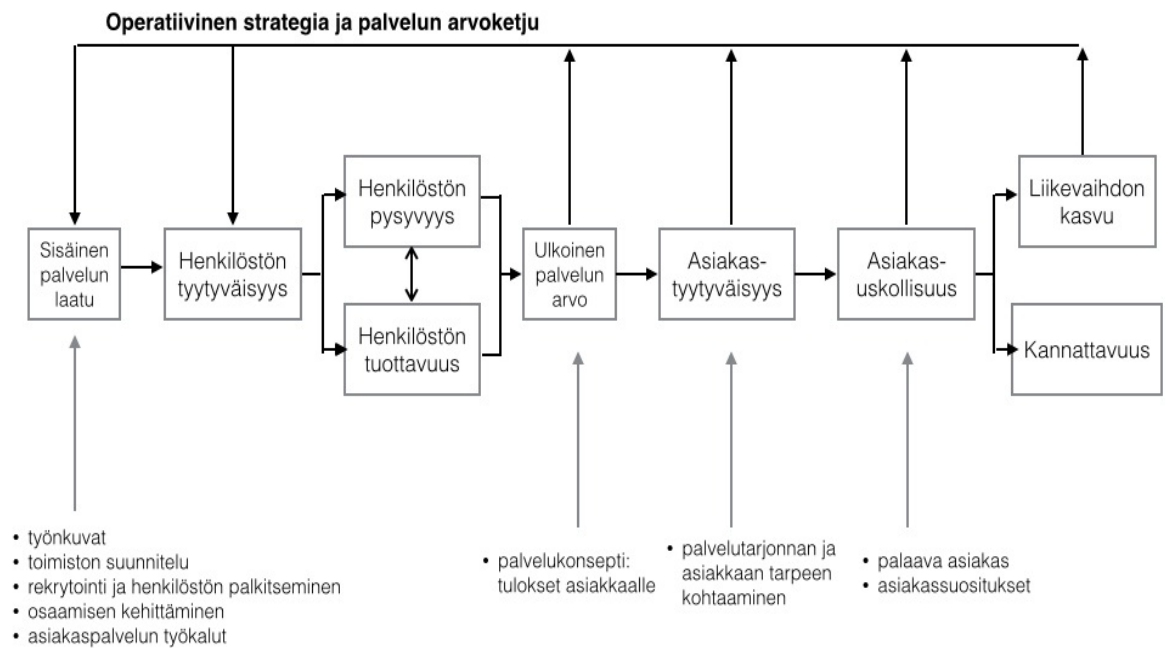 Operatiivinen strategia ja palvelun arvoketju
Sisäinen
palvelun
laatu
Henkilöstön
tyytyväisyys
Henkilöstön
pysyvyys
Henkilöstön
tuottavuus
Ulkoinen
palvelun
arvo
Asiakas-
tyytyväisyys
Asiakas-
uskollisuus
Liikevaihdon
kasvu
Kannattavuus
• työnkuvat
• toimiston suunnitelu
• rekrytointi ja henkilöstön palkitseminen
• osaamisen kehittäminen
• asiakaspalvelun työkalut
• palvelukonsepti:
tulokset asiakkaalle
• palvelutarjonnan ja
asiakkaan tarpeen
kohtaaminen
• palaava asiakas
• asiakassuositukset